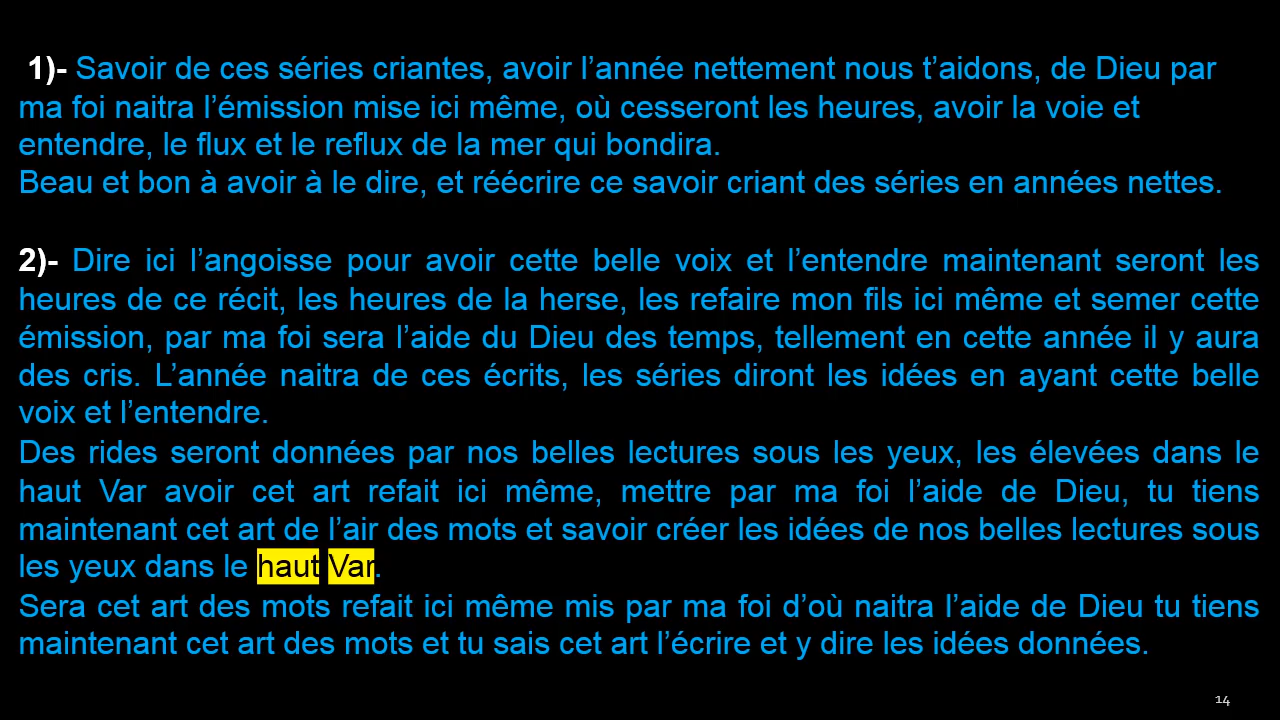 1)- Savoir de ces séries criantes, avoir l’année nettement nous t’aidons, de Dieu par
ma foi naitra l’émission mise ici même, où cesseront les heures, avoir la voie et
entendre, le flux et le reflux de la mer qui bondira.
Beau et bon à avoir à le dire, et réécrire ce savoir criant des séries en années nettes.
2)- Dire ici l’angoisse pour avoir cette belle voix et l’entendre maintenant seront les
heures de ce récit, les heures de la herse, les refaire mon fils ici même et semer cette
émission, par ma foi sera l’aide du Dieu des temps, tellement en cette année il y aura
des cris. L’année naitra de ces écrits, les séries diront les idées en ayant cette belle
voix et l’entendre.
Des rides seront données par nos belles lectures sous les yeux, les élevées dans le
haut Var avoir cet art refait ici même, mettre par ma foi l’aide de Dieu, tu tiens
maintenant cet art de l’air des mots et savoir créer les idées de nos belles lectures sous
les yeux dans le haut Var.
Sera cet art des mots refait ici même mis par ma foi d’où naitra l’aide de Dieu tu tiens
maintenant cet art des mots et tu sais cet art l’écrire et y dire les idées données.
14